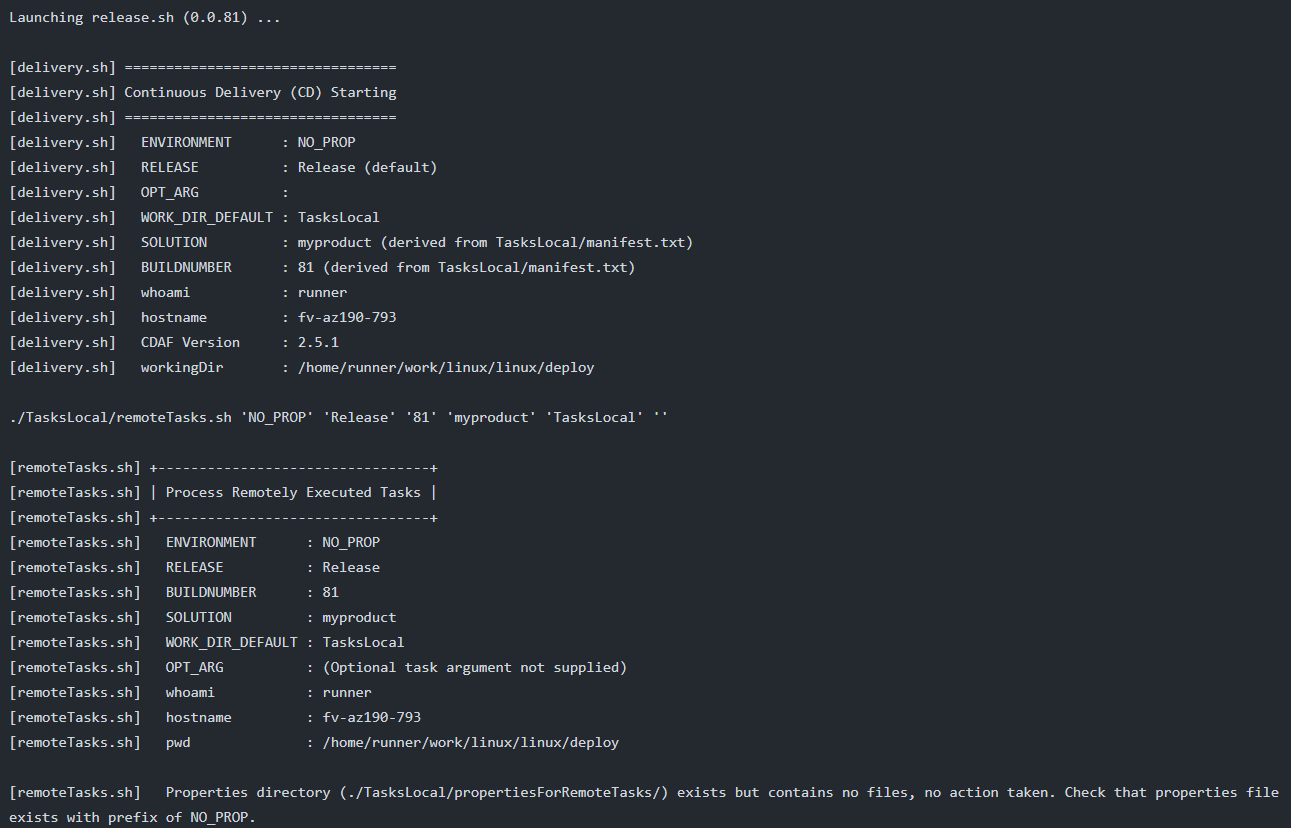 Launching release.sh (0.0.81) ...
[delivery.sh] =================================
[delivery.sh] Continuous Delivery (CD) Starting
[delivery.sh] =================================
[delivery.sh]   ENVIRONMENT      : NO_PROP
[delivery.sh]   RELEASE          : Release (default)
[delivery.sh]   OPT_ARG          :
[delivery.sh]   WORK_DIR_DEFAULT : TasksLocal
[delivery.sh]   SOLUTION         : myproduct (derived from TasksLocal/manifest.txt)
[delivery.sh]   BUILDNUMBER      : 81 (derived from TasksLocal/manifest.txt)
[delivery.sh]   whoami           : runner
[delivery.sh]   hostname         : fv-az190-793
[delivery.sh]   CDAF Version     : 2.5.1
[delivery.sh]   workingDir       : /home/runner/work/linux/linux/deploy
./TasksLocal/remoteTasks.sh 'NO_PROP' 'Release' '81' 'myproduct' 'TasksLocal' ''
[remoteTasks.sh] +---------------------------------+
[remoteTasks.sh] | Process Remotely Executed Tasks |
[remoteTasks.sh] +---------------------------------+
[remoteTasks.sh]   ENVIRONMENT      : NO_PROP
[remoteTasks.sh]   RELEASE          : Release
[remoteTasks.sh]   BUILDNUMBER      : 81
[remoteTasks.sh]   SOLUTION         : myproduct
[remoteTasks.sh]   WORK_DIR_DEFAULT : TasksLocal
[remoteTasks.sh]   OPT_ARG          : (Optional task argument not supplied)
[remoteTasks.sh]   whoami           : runner
[remoteTasks.sh]   hostname         : fv-az190-793
[remoteTasks.sh]   pwd              : /home/runner/work/linux/linux/deploy
[remoteTasks.sh]   Properties directory (./TasksLocal/propertiesForRemoteTasks/) exists but contains no files, no action taken. Check that properties file
exists with prefix of NO_PROP.